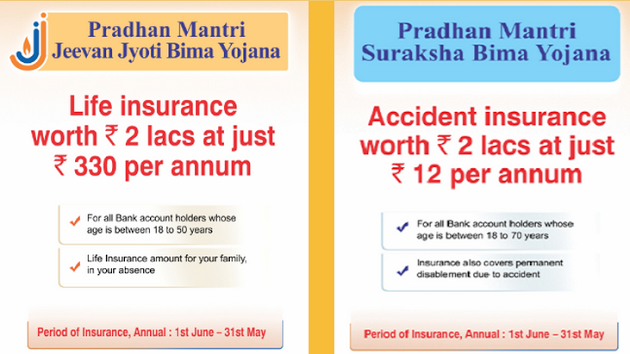 Pradhan Mantri
Jeevan Jyoti Bima Yojana
Life insurance
worth ₹ 2 lacs at just
₹ 330 per annum
For all Bank account holders whose
age is between 18 to 50 years
Life Insurance amount for your family,
in your absence
Period of Insurance, Annual : 1st June – 31st May
Pradhan Mantri
Suraksha Bima Yojana
Accident insurance
worth ₹ 2 lacs at just
₹ 12 per annum
For all Bank account holders whose
age is between 18 to 70 years
Insurance also covers permanent
disablement due to accident
Period of Insurance, Annual : 1st June – 31st May